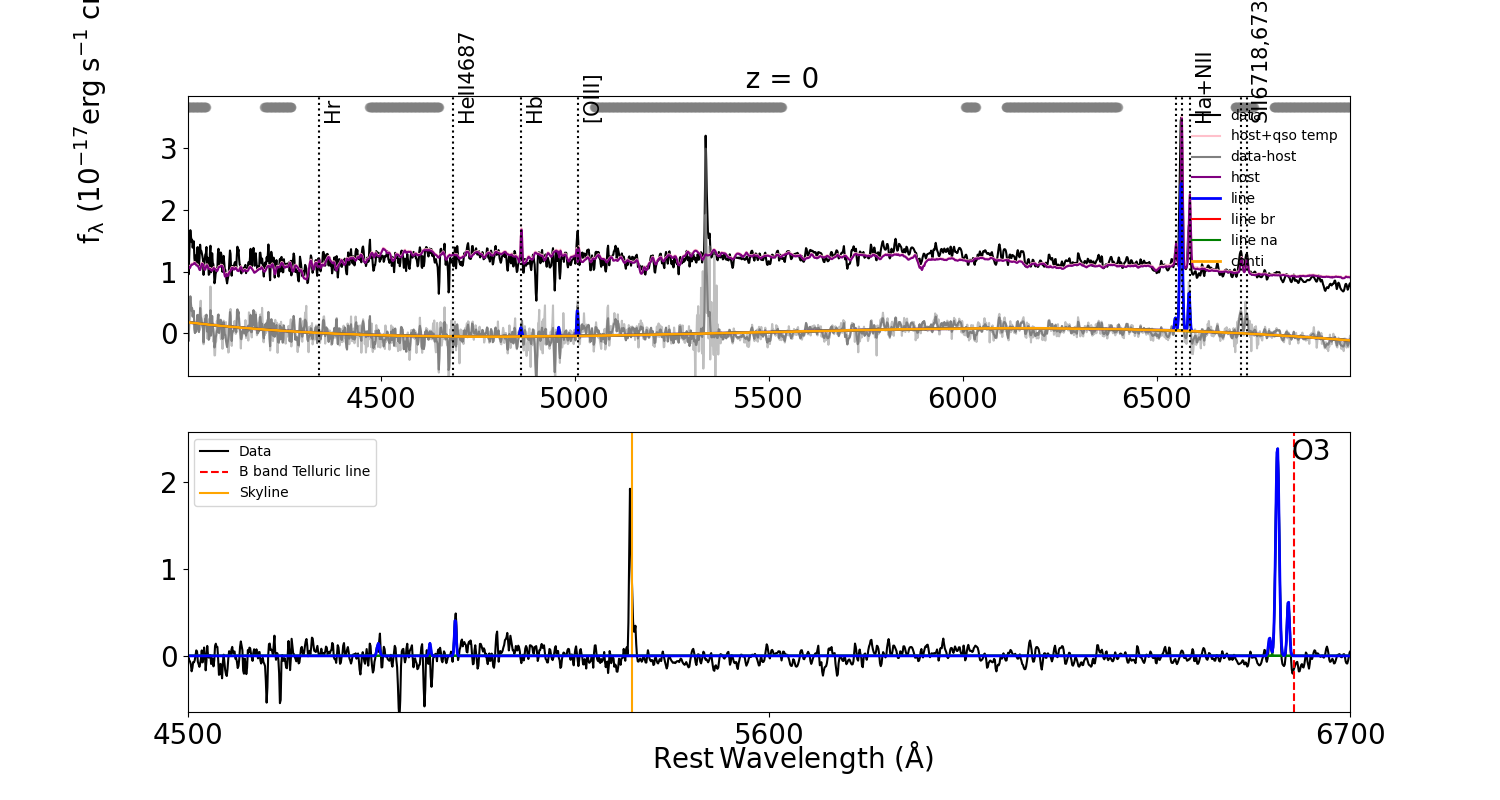 z = 0
f_λ (10^−17 erg s^−1
Hr
HeII4687
Hb
[OIII]
Ha+NII
SII6718,673
data
host+qso temp
data-host
host
line
line br
line na
conti
3
2
1
0
4500 5000 5500 6000 6500
Data
B band Telluric line
Skyline
O3
2
1
0
4500 5600 6700
Rest Wavelength (Å)